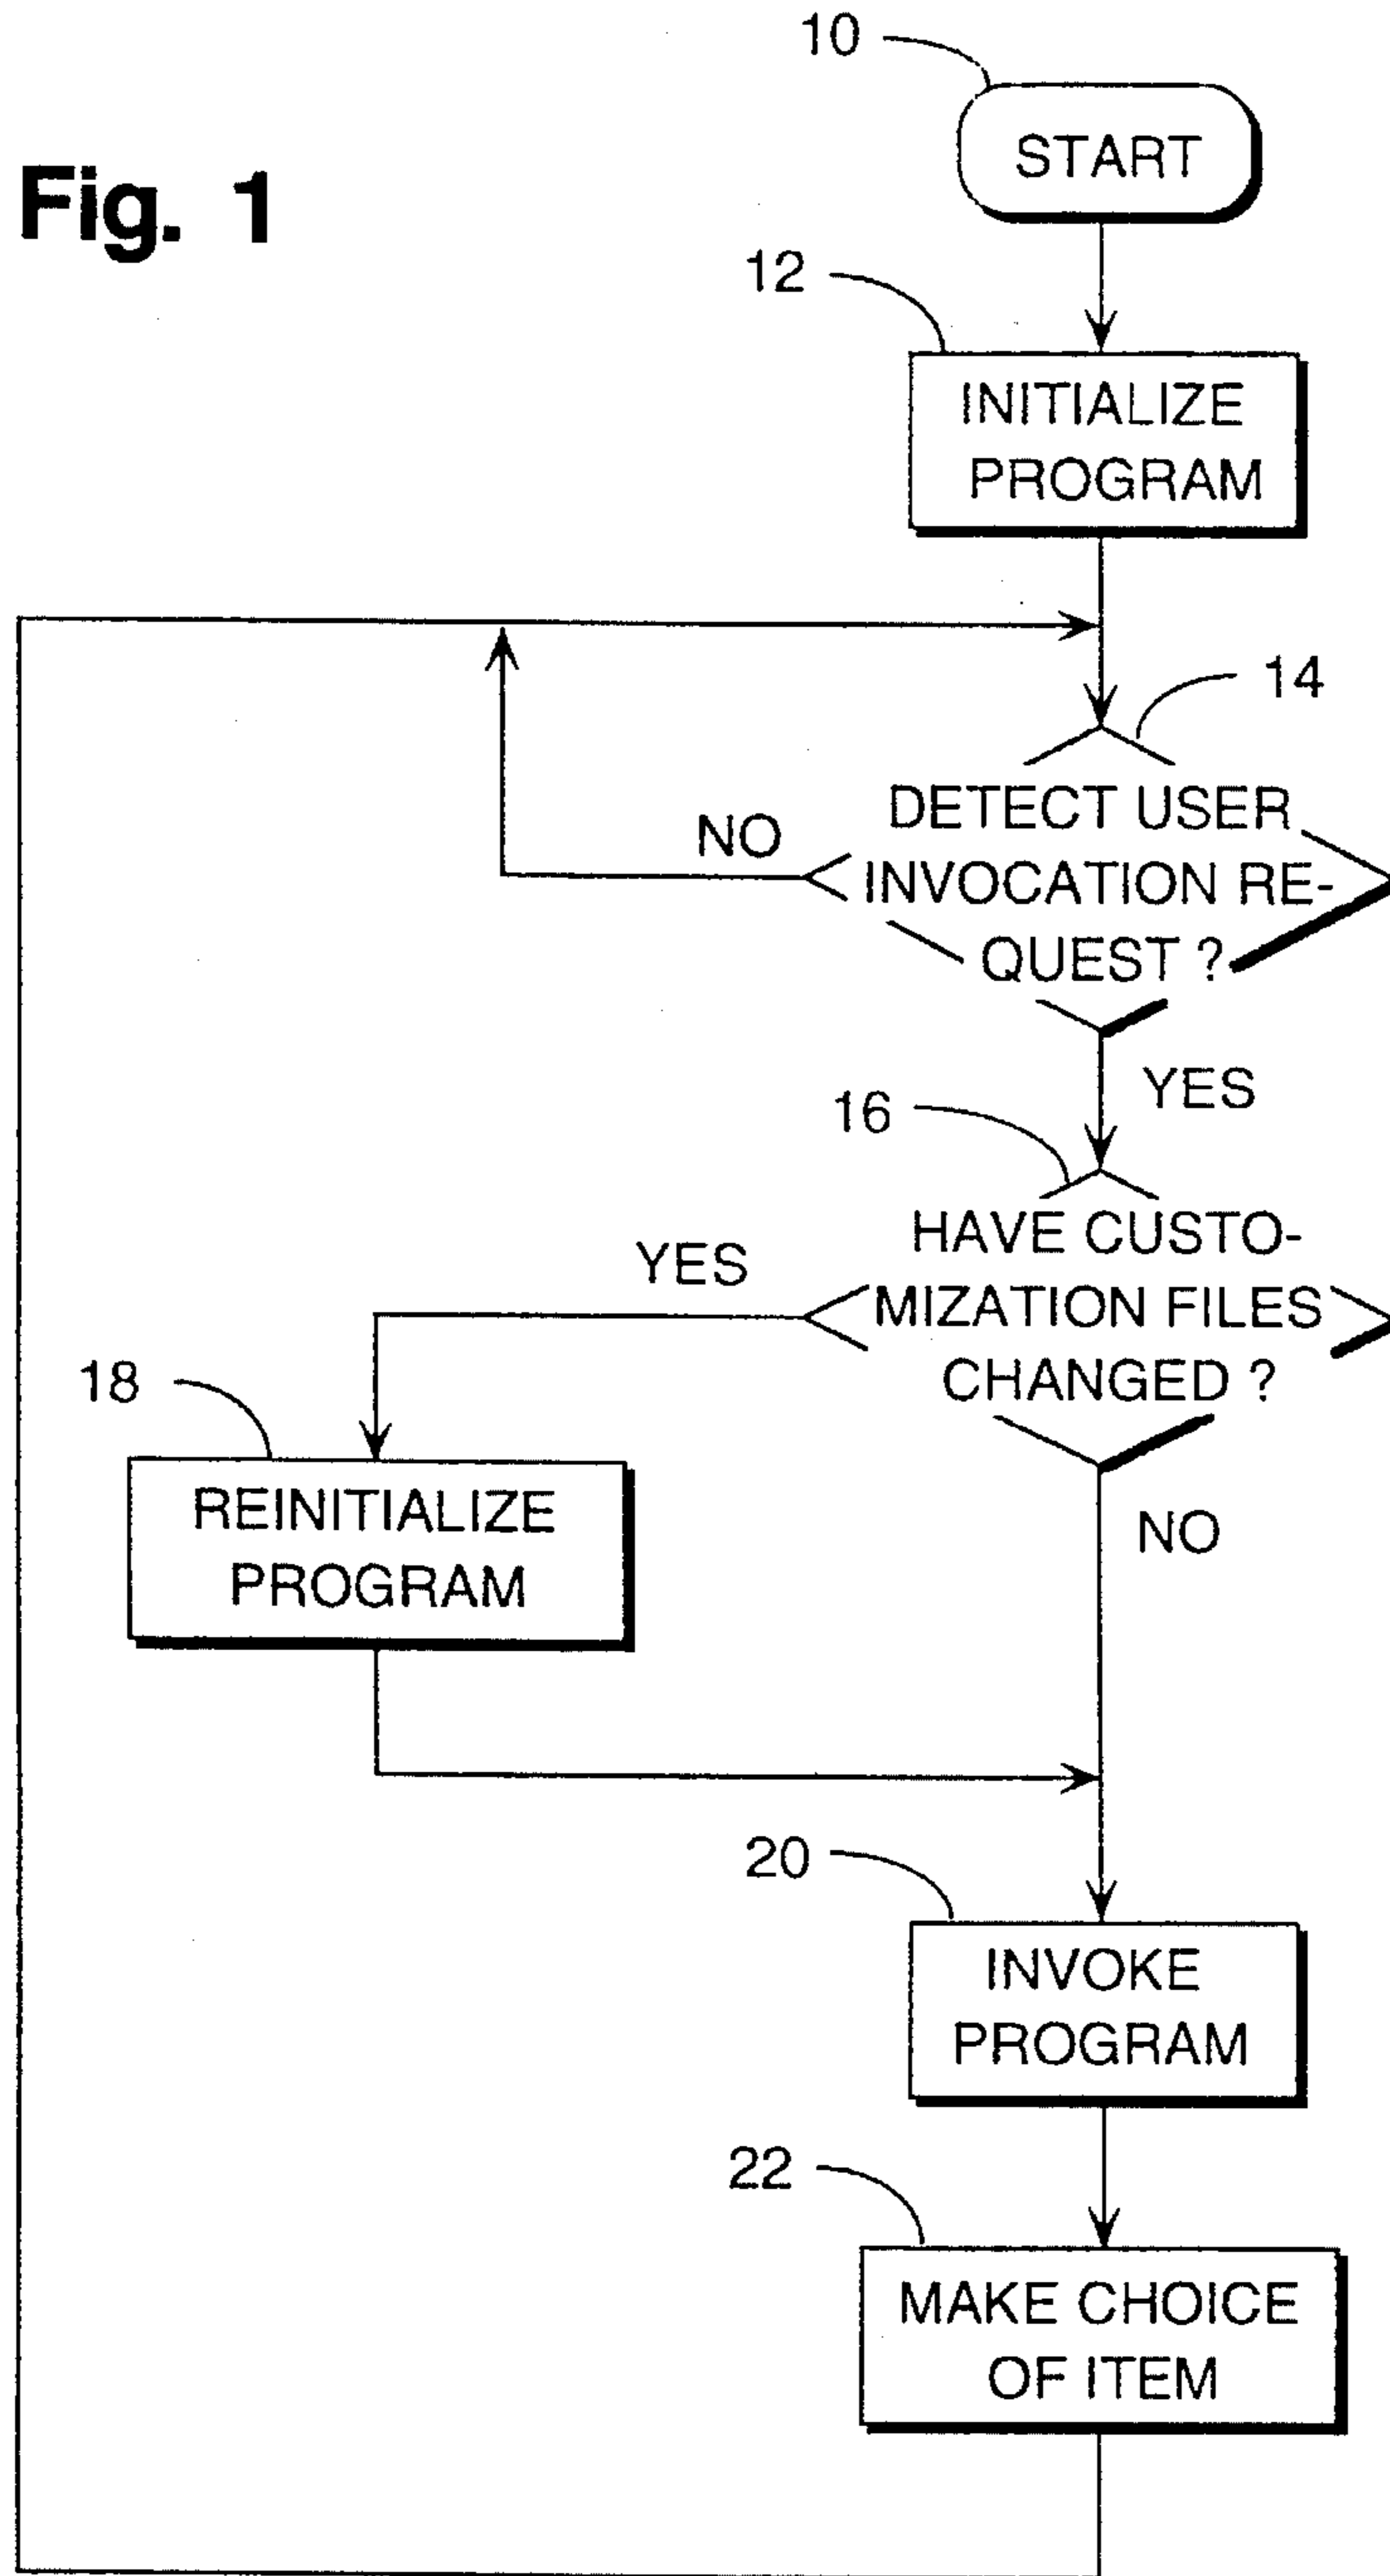 10
START
Fig. 1
12
INITIALIZE
PROGRAM
14
DETECT USER
NO
INVOCATION RE-
QUEST ?
YES
16
HAVE CUSTO-
YES
MIZATION FILES
CHANGED ?
18
REINITIALIZE
PROGRAM
NO
20
INVOKE
PROGRAM
22
MAKE CHOICE
OF ITEM